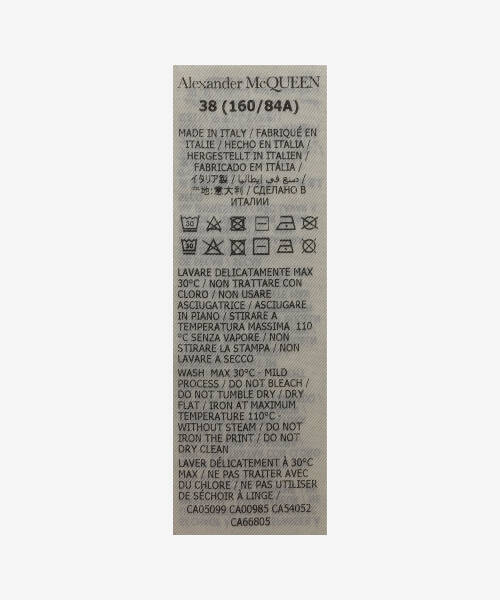 Alexander McQUEEN
38 (160/84A)
MADE IN ITALY / FABRIQUÉ EN
ITALIE / HECHO EN ITALIA /
HERGESTELLT IN ITALIEN /
FABRICADO EM ITÁLIA /
イタリア製 / صنع في إيطاليا /
产地:意大利 / СДЕЛАНО В
ИТАЛИИ
LAVARE DELICATAMENTE MAX
30°C / NON TRATTARE CON
CLORO / NON USARE
ASCIUGATRICE / ASCIUGARE
IN PIANO / STIRARE A
TEMPERATURA MASSIMA 110
°C SENZA VAPORE / NON
STIRARE LA STAMPA / NON
LAVARE A SECCO
WASH MAX 30°C - MILD
PROCESS / DO NOT BLEACH /
DO NOT TUMBLE DRY / DRY
FLAT / IRON AT MAXIMUM
TEMPERATURE 110°C -
WITHOUT STEAM / DO NOT
IRON THE PRINT / DO NOT
DRY CLEAN
LAVER DÉLICATEMENT À 30°C
MAX / NE PAS TRAITER AVEC
DU CHLORE / NE PAS UTILISER
DE SÉCHOIR À LINGE /
CA05099 CA00985 CA54052
CA66805